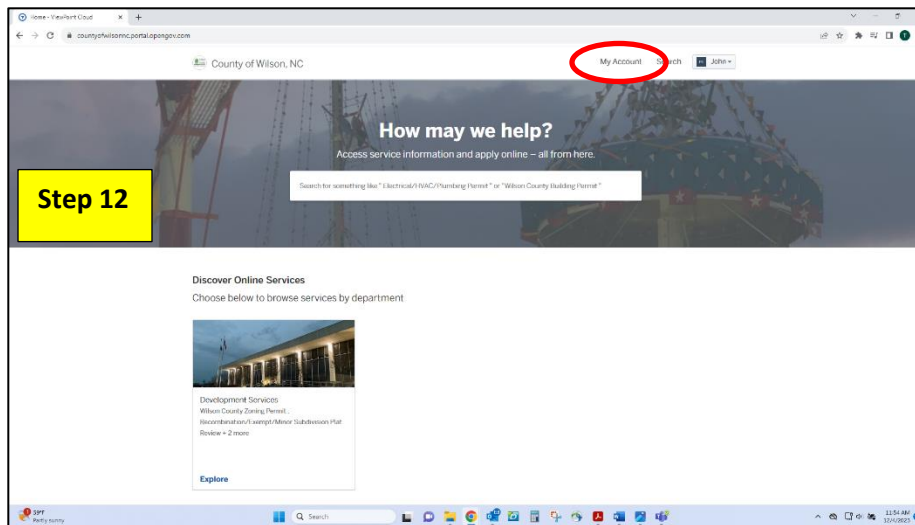 Home - ViewPoint Cloud
countyofwilsonnc.portal.opengov.com
County of Wilson, NC
My Account Search John
How may we help?
Access service information and apply online – all from here.
Search for something like "Electrical/HVAC/Plumbing Permit" or "Wilson County Building Permit"
Step 12
Discover Online Services
Choose below to browse services by department
Development Services
Wilson County Zoning Permit,
Recombination/Exempt/Minor Subdivision Plat
Review + 2 more
Explore
Partly sunny
Search
11:54 AM